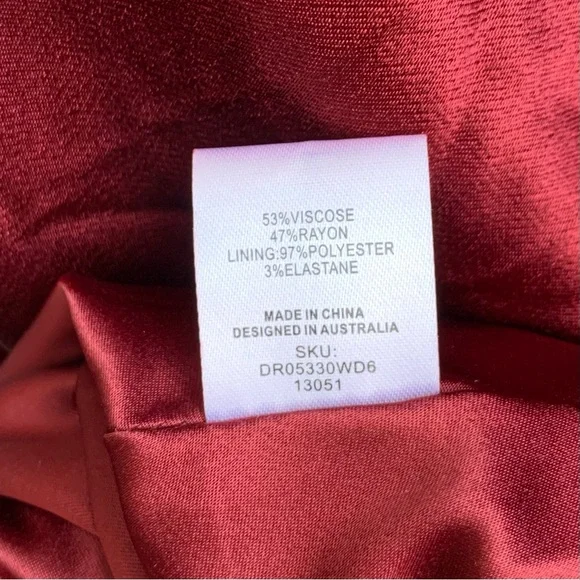 53%VISCOSE
47%RAYON
LINING:97%POLYESTER
3%ELASTANE
MADE IN CHINA
DESIGNED IN AUSTRALIA
SKU:
DR05330WD6
13051